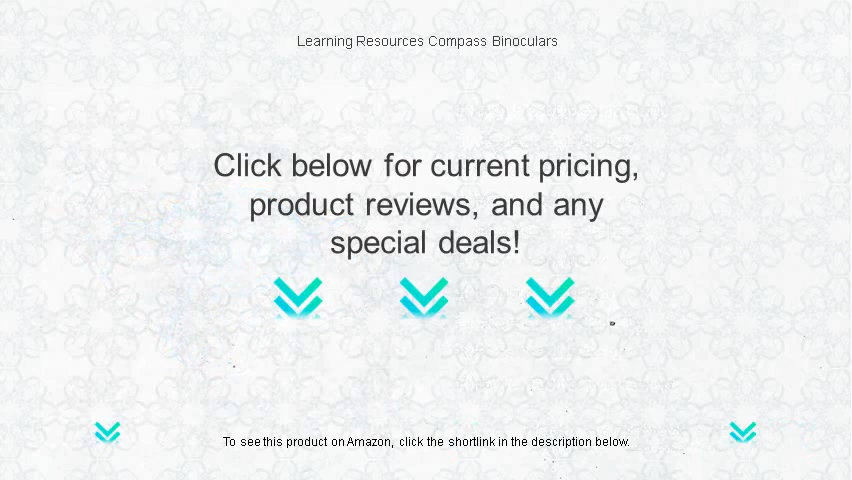 Learning Resources Compass Binoculars
Click below for current pricing,
product reviews, and any
special deals!
To see this product on Amazon, click the shortlink in the description below.